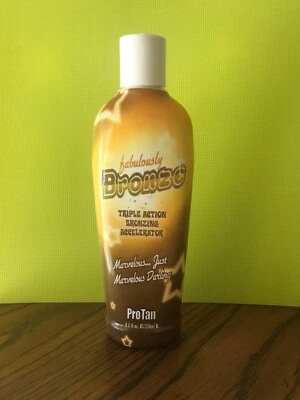 fabulously
Bronze
TRIPLE ACTION
BRONZING
ACCELERATOR
Marvelous... Just
Marvelous Darling
ProTan